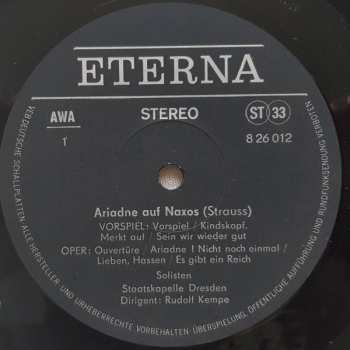 ETERNA
AWA
STEREO
ST 33
1
8 26 012
Ariadne auf Naxos (Strauss)
VORSPIEL: Vorspiel / Kindskopf.
Merkt auf / Sein wir wieder gut
OPER: Ouvertüre / Ariadne ! Nicht noch einmal /
Lieben, Hassen / Es gibt ein Reich
Solisten
Staatskapelle Dresden
Dirigent: Rudolf Kempe
VEB DEUTSCHE SCHALLPLATTEN ALLE HERSTELLER- UND URHEBERRECHTE VORBEHALTEN ÜBERSPIELUNG, ÖFFENTLICHE AUFFÜHRUNG UND RUNDFUNKSENDUNG VERBOTEN